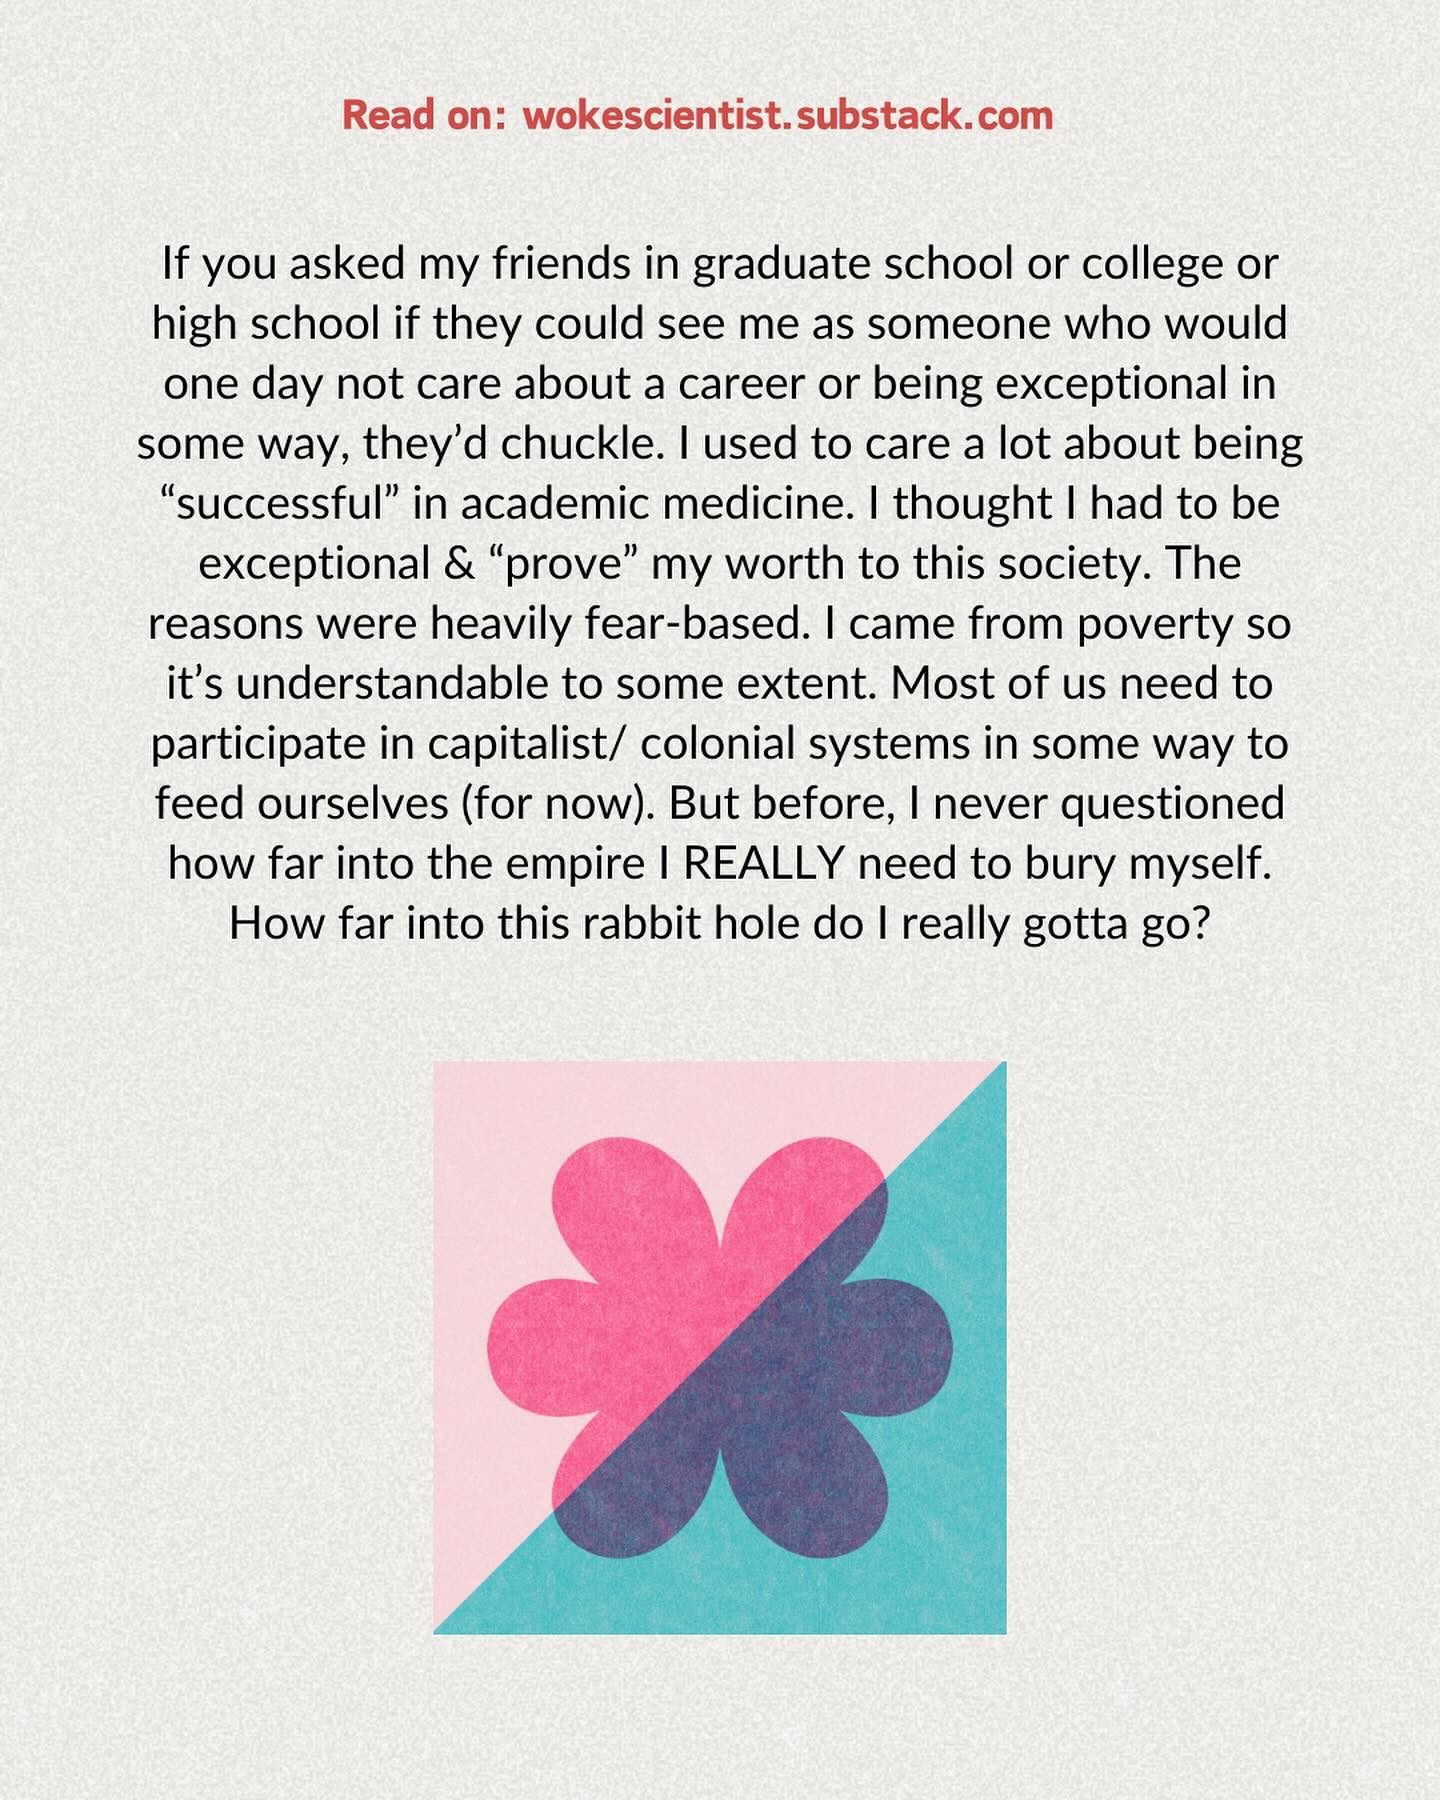 Read on: wokescientist.substack.com
If you asked my friends in graduate school or college or
high school if they could see me as someone who would
one day not care about a career or being exceptional in
some way, they’d chuckle. I used to care a lot about being
“successful” in academic medicine. I thought I had to be
exceptional & “prove” my worth to this society. The
reasons were heavily fear-based. I came from poverty so
it’s understandable to some extent. Most of us need to
participate in capitalist/ colonial systems in some way to
feed ourselves (for now). But before, I never questioned
how far into the empire I REALLY need to bury myself.
How far into this rabbit hole do I really gotta go?